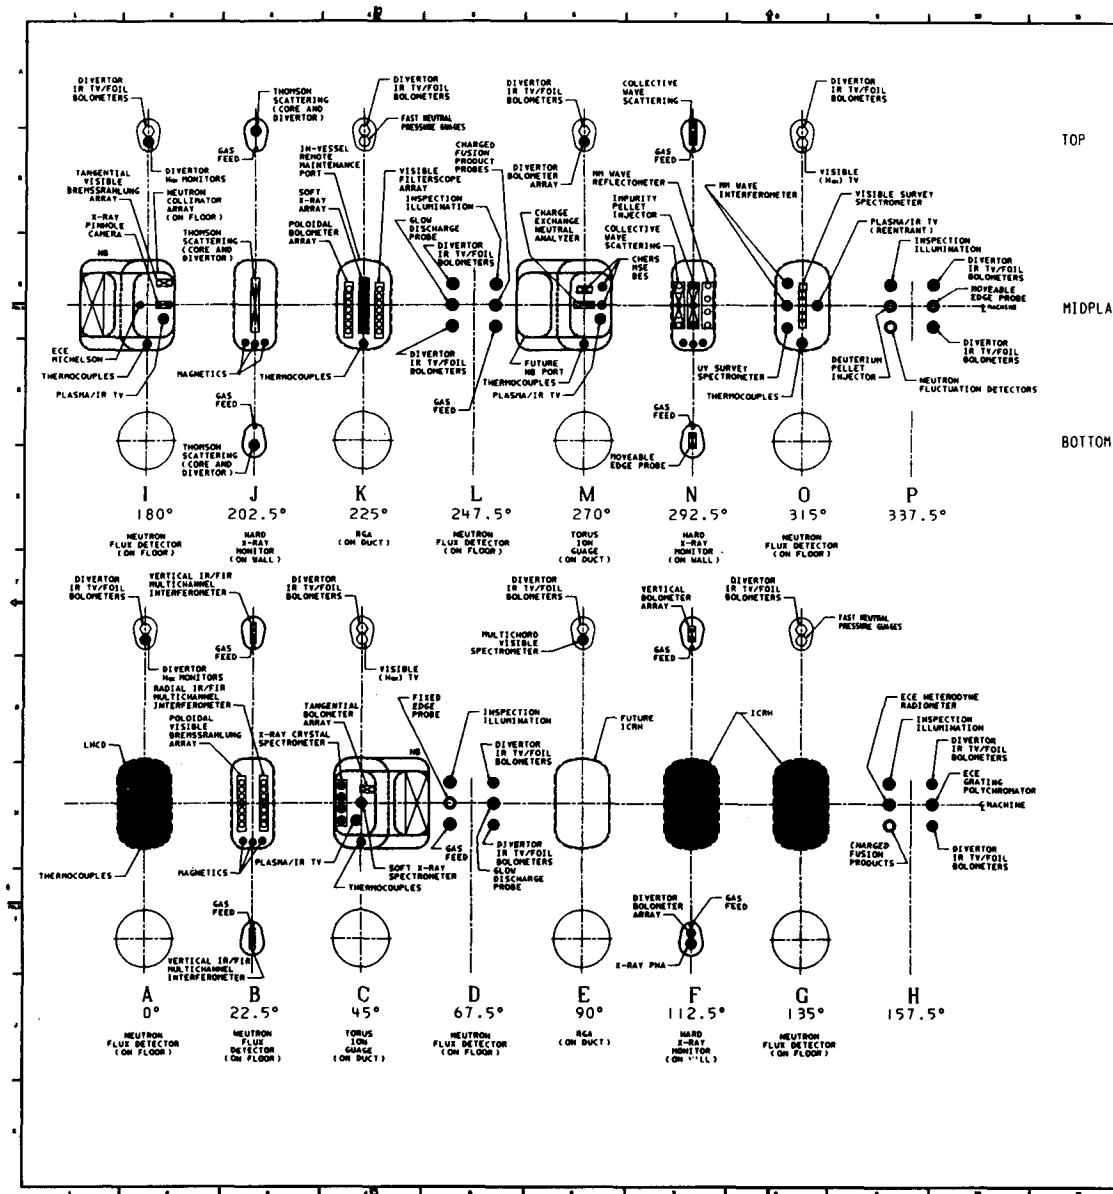 DIVERTOR
IR TV/FOIL
BOLOMETERS
THOMSON
SCATTERING
(CORE AND
DIVERTOR)
DIVERTOR
IR TV/FOIL
BOLOMETERS
FAST NEUTRAL
PRESSURE GUAGES
DIVERTOR
IR TV/FOIL
BOLOMETERS
COLLECTIVE
WAVE
SCATTERING
DIVERTOR
IR TV/FOIL
BOLOMETERS
TOP
GAS
FEED
IN-VESSEL
REMOTE
MAINTENANCE
PORT
CHARGED
FUSION
PRODUCT
PROBES
DIVERTOR
BOLOMETER
ARRAY
GAS
FEED
VISIBLE
(Hα) TV
TANGENTIAL
VISIBLE
BREMSSRAHLUNG
ARRAY
DIVERTOR
Hα MONITORS
NEUTRON
COLLIMATOR
ARRAY
(ON FLOOR)
SOFT
X-RAY
ARRAY
VISIBLE
FILTERSCOPE
ARRAY
INSPECTION
ILLUMINATION
MM WAVE
REFLECTOMETER
MM WAVE
INTERFEROMETER
VISIBLE SURVEY
SPECTROMETER
X-RAY
PINHOLE
CAMERA
NB
THOMSON
SCATTERING
(CORE AND
DIVERTOR)
POLOIDAL
BOLOMETER
ARRAY
GLOW
DISCHARGE
PROBE
DIVERTOR
IR TV/FOIL
BOLOMETERS
CHARGE
EXCHANGE
NEUTRAL
ANALYZER
CHERS
MSE
BES
IMPURITY
PELLET
INJECTOR
COLLECTIVE
WAVE
SCATTERING
PLASMA/IR TV
(REENTRANT)
INSPECTION
ILLUMINATION
DIVERTOR
IR TV/FOIL
BOLOMETERS
MOVEABLE
EDGE PROBE
℄ MACHINE
MIDPLA
ECE
MICHELSON
THERMOCOUPLES
PLASMA/IR TV
MAGNETICS
THERMOCOUPLES
DIVERTOR
IR TV/FOIL
BOLOMETERS
GAS
FEED
FUTURE
NB PORT
THERMOCOUPLES
PLASMA/IR TV
UV SURVEY
SPECTROMETER
THERMOCOUPLES
DEUTERIUM
PELLET
INJECTOR
NEUTRON
FLUCTUATION DETECTORS
DIVERTOR
IR TV/FOIL
BOLOMETERS
GAS
FEED
THOMSON
SCATTERING
(CORE AND
DIVERTOR)
GAS
FEED
MOVEABLE
EDGE PROBE
BOTTOM
I J K L M N O P
180° 202.5° 225° 247.5° 270° 292.5° 315° 337.5°
NEUTRON
FLUX DETECTOR
(ON FLOOR)
HARD
X-RAY
MONITOR
(ON WALL)
RGA
(ON DUCT)
NEUTRON
FLUX DETECTOR
(ON FLOOR)
TORUS
ION
GUAGE
(ON DUCT)
HARD
X-RAY
MONITOR
(ON WALL)
NEUTRON
FLUX DETECTOR
(ON FLOOR)
DIVERTOR
IR TV/FOIL
BOLOMETERS
VERTICAL IR/FIR
MULTICHANNEL
INTERFEROMETER
DIVERTOR
IR TV/FOIL
BOLOMETERS
DIVERTOR
IR TV/FOIL
BOLOMETERS
VERTICAL
BOLOMETER
ARRAY
DIVERTOR
IR TV/FOIL
BOLOMETERS
FAST NEUTRAL
PRESSURE GUAGES
GAS
FEED
MULTICHORD
VISIBLE
SPECTROMETER
GAS
FEED
DIVERTOR
Hα MONITORS
VISIBLE
(Hα) TV
RADIAL IR/FIR
MULTICHANNEL
INTERFEROMETER
POLOIDAL
VISIBLE
BREMSSRAHLUNG
ARRAY
LHCD
TANGENTIAL
BOLOMETER
ARRAY
X-RAY CRYSTAL
SPECTROMETER
FIXED
EDGE
PROBE
INSPECTION
ILLUMINATION
NB
DIVERTOR
IR TV/FOIL
BOLOMETERS
FUTURE
ICRH
ICRH
ECE HETERODYNE
RADIOMETER
INSPECTION
ILLUMINATION
DIVERTOR
IR TV/FOIL
BOLOMETERS
ECE
GRATING
POLYCHROMATOR
℄ MACHINE
THERMOCOUPLES
MAGNETICS
PLASMA/IR TV
SOFT X-RAY
SPECTROMETER
THERMOCOUPLES
GAS
FEED
DIVERTOR
IR TV/FOIL
BOLOMETERS
GLOW
DISCHARGE
PROBE
CHARGED
FUSION
PRODUCTS
DIVERTOR
IR TV/FOIL
BOLOMETERS
GAS
FEED
VERTICAL IR/FIR
MULTICHANNEL
INTERFEROMETER
DIVERTOR
BOLOMETER
ARRAY
GAS
FEED
X-RAY PHA
A B C D E F G H
0° 22.5° 45° 67.5° 90° 112.5° 135° 157.5°
NEUTRON
FLUX DETECTOR
(ON FLOOR)
NEUTRON
FLUX
DETECTOR
(ON FLOOR)
TORUS
ION
GUAGE
(ON DUCT)
NEUTRON
FLUX DETECTOR
(ON FLOOR)
RGA
(ON DUCT)
HARD
X-RAY
MONITOR
(ON
NEUTRON
FLUX DETECTOR
(ON FLOOR)